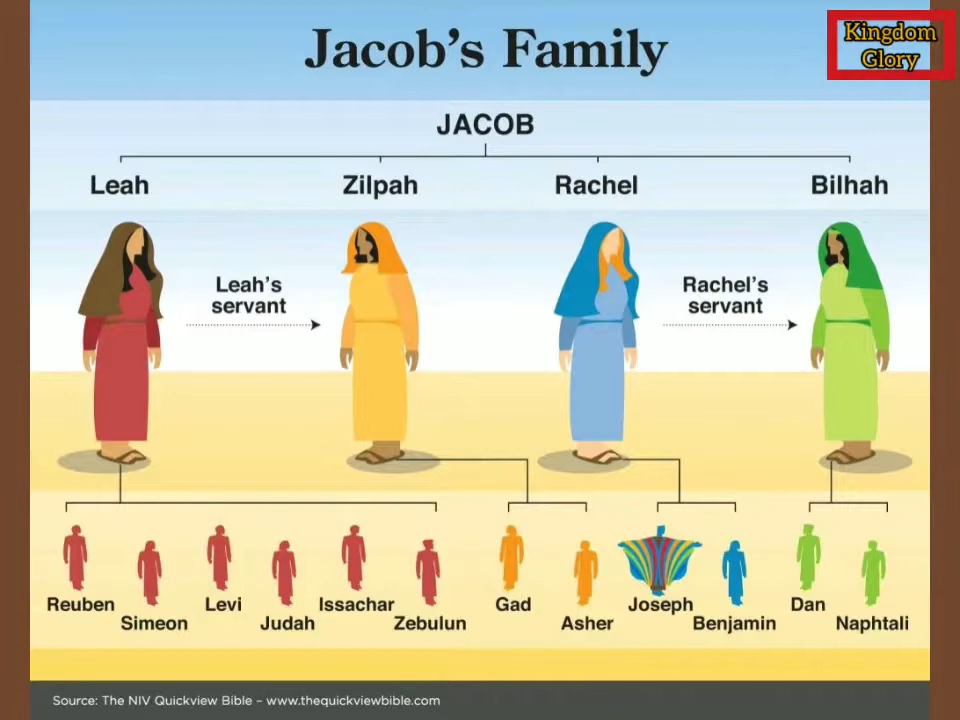 Jacob's Family
Kingdom
Glory
JACOB
Leah
Zilpah
Rachel
Bilhah
Leah's
servant
Rachel's
servant
Reuben
Simeon
Levi
Judah
Issachar
Zebulun
Gad
Asher
Joseph
Benjamin
Dan
Naphtali
Source: The NIV Quickview Bible – www.thequickviewbible.com